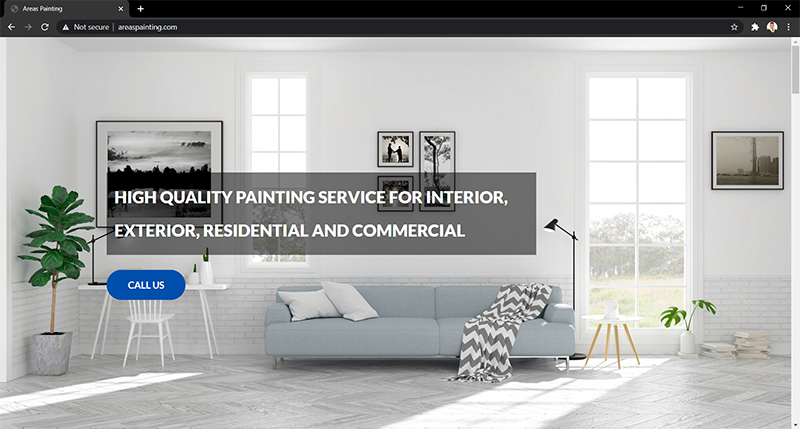 Areas Painting
Not secure | areaspainting.com
HIGH QUALITY PAINTING SERVICE FOR INTERIOR,
EXTERIOR, RESIDENTIAL AND COMMERCIAL
CALL US